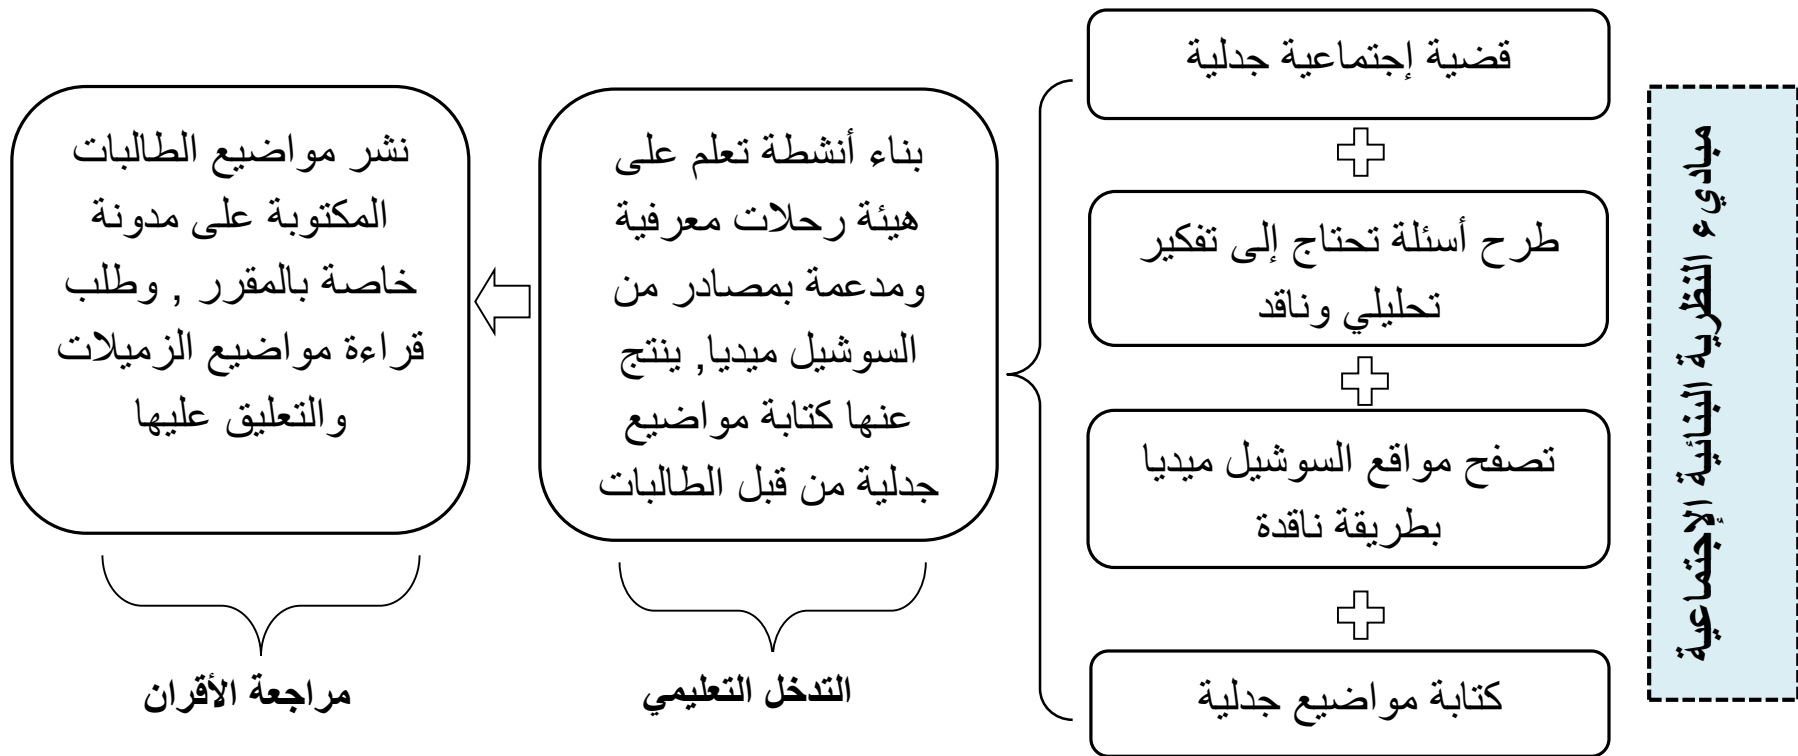 مباديء النظرية البنائية الإجتماعية
قضية إجتماعية جدلية
طرح أسئلة تحتاج إلى تفكير
تحليلي وناقد
تصفح مواقع السوشيل ميديا
بطريقة ناقدة
كتابة مواضيع جدلية
بناء أنشطة تعلم على
هيئة رحلات معرفية
ومدعمة بمصادر من
السوشيل ميديا, ينتج
عنها كتابة مواضيع
جدلية من قبل الطالبات
التدخل التعليمي
نشر مواضيع الطالبات
المكتوبة على مدونة
خاصة بالمقرر , وطلب
قراءة مواضيع الزميلات
والتعليق عليها
مراجعة الأقران